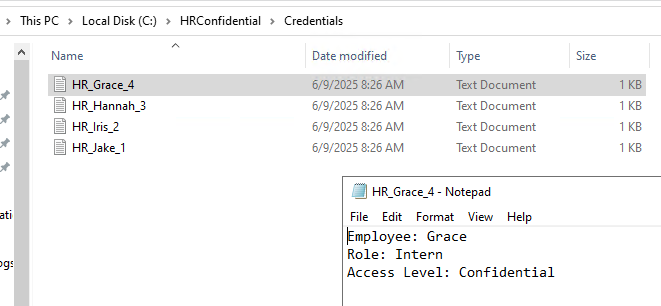 This PC > Local Disk (C:) > HRConfidential > Credentials
Name Date modified Type Size
HR_Grace_4 6/9/2025 8:26 AM Text Document 1 KB
HR_Hannah_3 6/9/2025 8:26 AM Text Document 1 KB
HR_Iris_2 6/9/2025 8:26 AM Text Document 1 KB
HR_Jake_1 6/9/2025 8:26 AM Text Document 1 KB
HR_Grace_4 - Notepad
File Edit Format View Help
Employee: Grace
Role: Intern
Access Level: Confidential